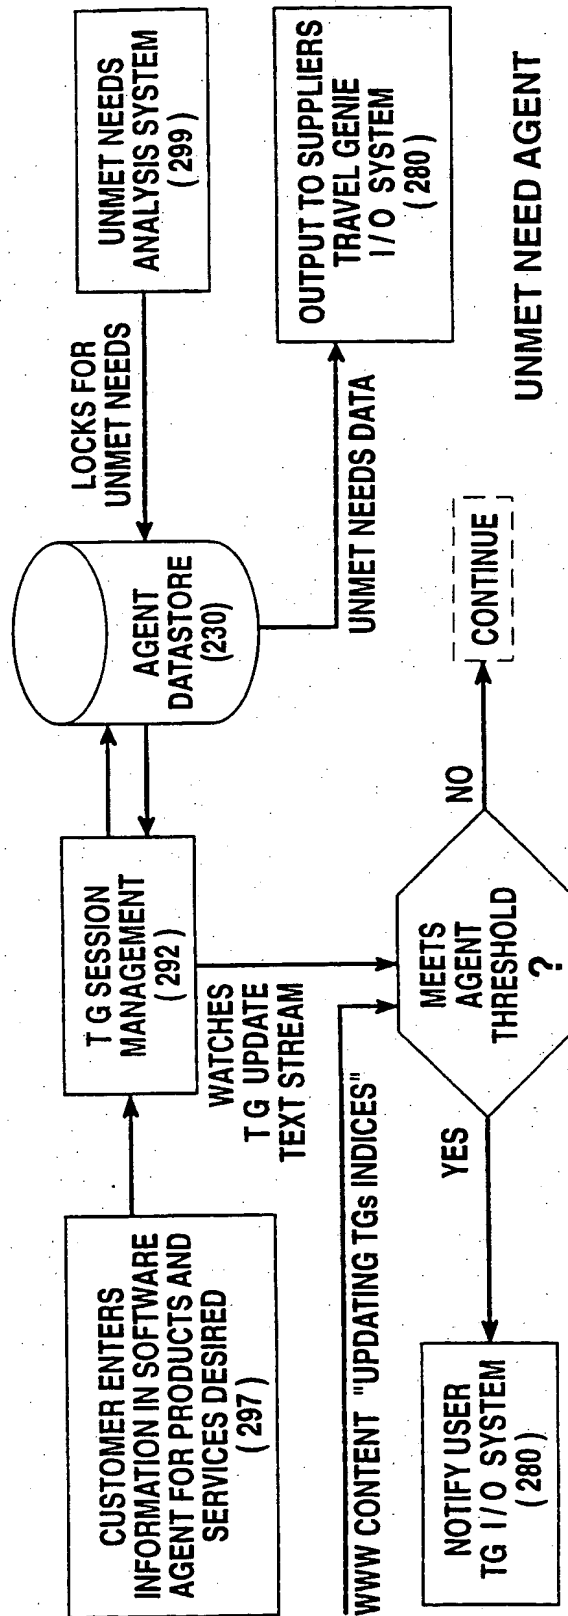 CUSTOMER ENTERS
INFORMATION IN SOFTWARE
AGENT FOR PRODUCTS AND
SERVICES DESIRED
(297)
TG SESSION
MANAGEMENT
(292)
AGENT
DATASTORE
(230)
LOCKS FOR
UNMET NEEDS
UNMET NEEDS
ANALYSIS SYSTEM
(299)
WATCHES
TG UPDATE
TEXT STREAM
UNMET NEEDS DATA
OUTPUT TO SUPPLIERS
TRAVEL GENIE
I/O SYSTEM
(280)
WWW CONTENT "UPDATING TGs INDICES"
MEETS
AGENT
THRESHOLD
?
YES
NO
CONTINUE
NOTIFY USER
TG I/O SYSTEM
(280)
UNMET NEED AGENT